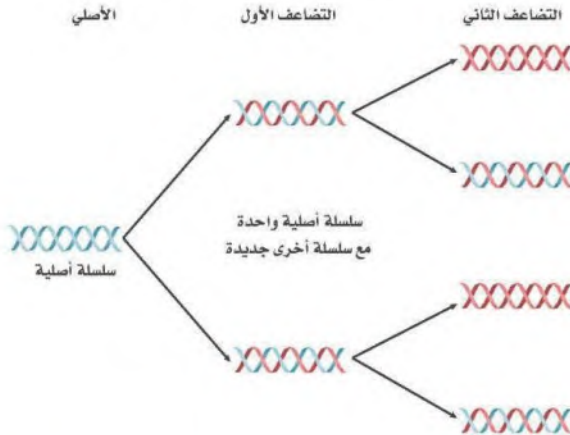 الأصلي
التضاعف الأول
التضاعف الثاني
سلسلة أصلية واحدة
مع سلسلة أخرى جديدة
سلسلة أصلية